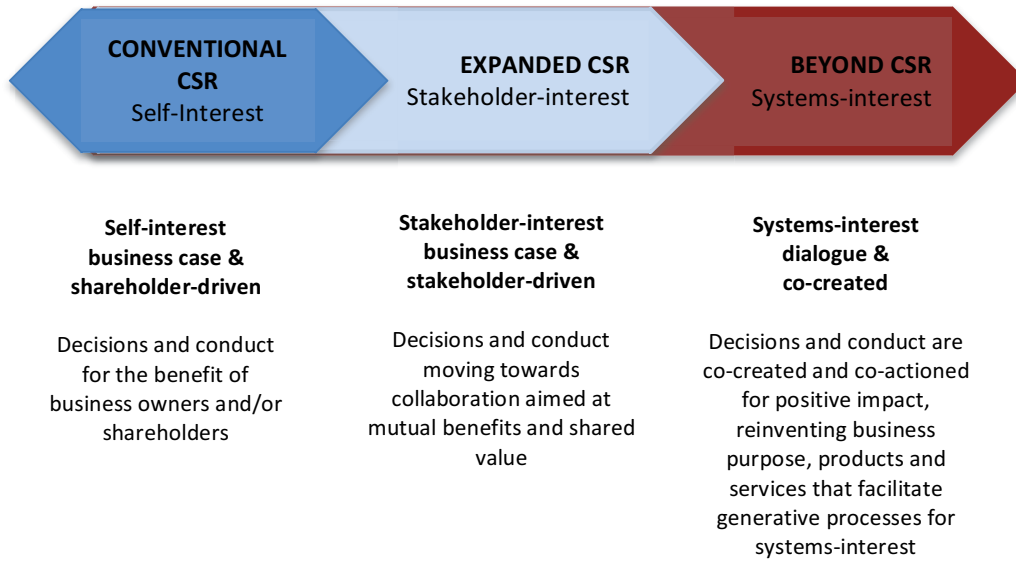 CONVENTIONAL
CSR
Self-Interest
EXPANDED CSR
Stakeholder-interest
BEYOND CSR
Systems-interest
Self-interest
business case &
shareholder-driven
Decisions and conduct
for the benefit of
business owners and/or
shareholders
Stakeholder-interest
business case &
stakeholder-driven
Decisions and conduct
moving towards
collaboration aimed at
mutual benefits and shared
value
Systems-interest
dialogue &
co-created
Decisions and conduct are
co-created and co-actioned
for positive impact,
reinventing business
purpose, products and
services that facilitate
generative processes for
systems-interest